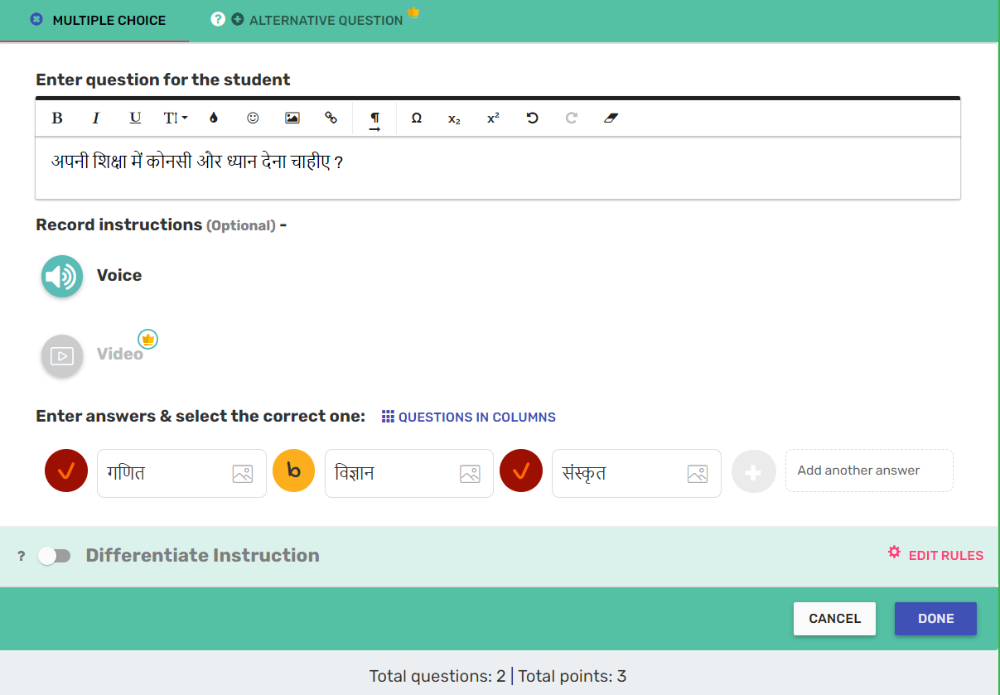 MULTIPLE CHOICE ? ALTERNATIVE QUESTION
Enter question for the student
B I U T Ω x₂ x²
अपनी शिक्षा में कोनसी और ध्यान देना चाहीए ?
Record instructions (Optional) -
Voice
Video
Enter answers & select the correct one: QUESTIONS IN COLUMNS
गणित b विज्ञान संस्कृत Add another answer
? Differentiate Instruction EDIT RULES
CANCEL DONE
Total questions: 2 | Total points: 3